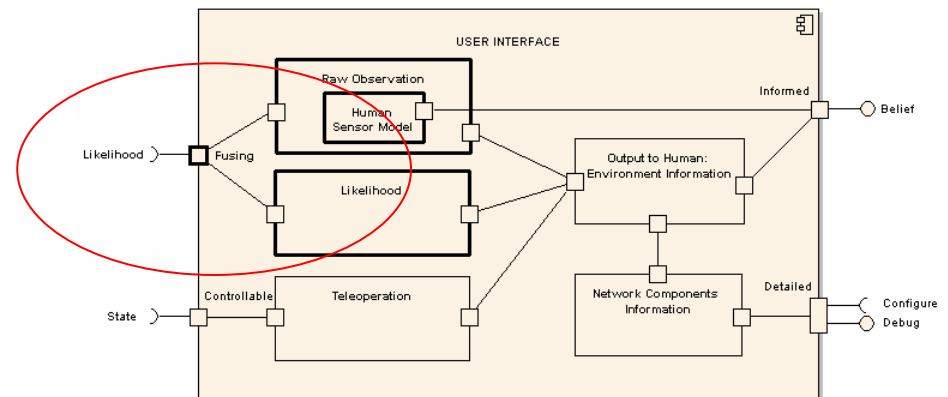 USER INTERFACE
Raw Observation
Human
Sensor Model
Informed
Belief
Likelihood
Fusing
Output to Human:
Environment Information
Likelihood
Controllable
Teleoperation
Network Components
Information
Detailed
Configure
State
Debug